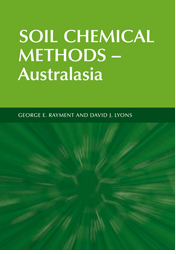 SOIL CHEMICAL
METHODS –
Australasia
GEORGE E. RAYMENT AND DAVID J. LYONS